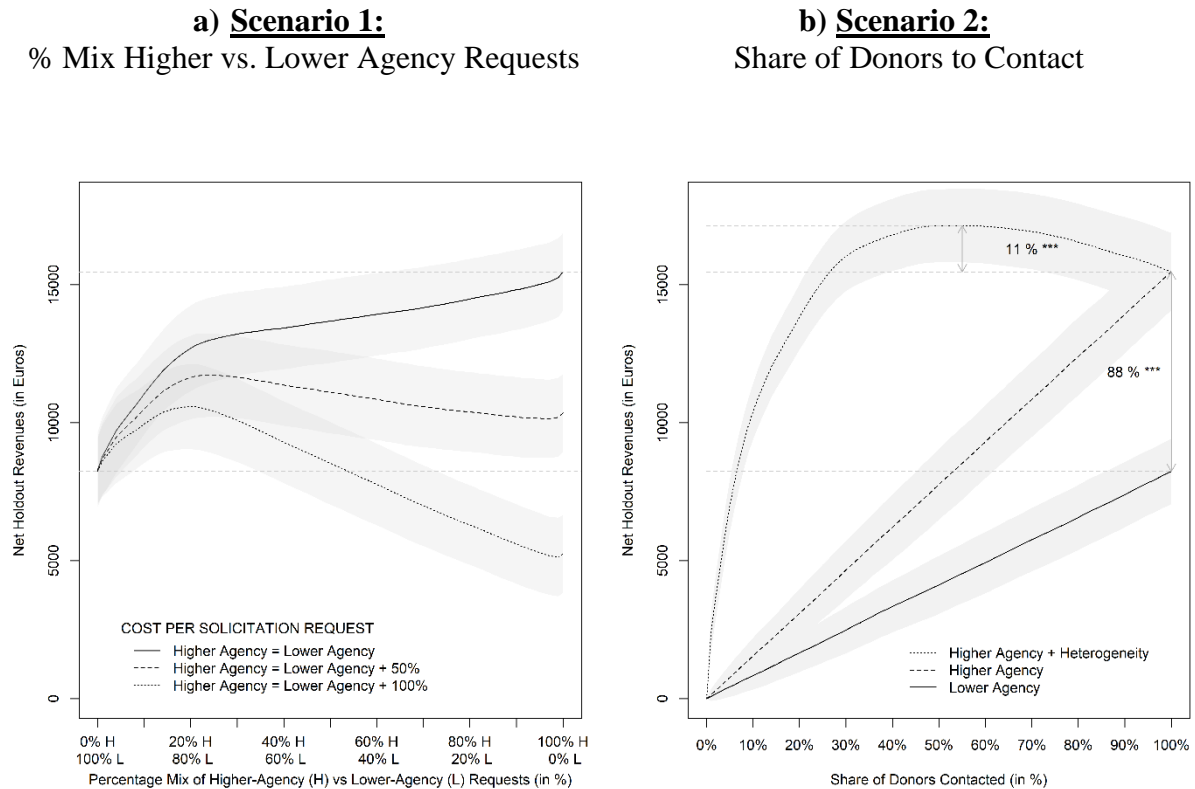 a) Scenario 1:
% Mix Higher vs. Lower Agency Requests
Net Holdout Revenues (in Euros)
15000
10000
5000
0
COST PER SOLICITATION REQUEST
Higher Agency = Lower Agency
Higher Agency = Lower Agency + 50%
Higher Agency = Lower Agency + 100%
0% H 20% H 40% H 60% H 80% H 100% H
100% L 80% L 60% L 40% L 20% L 0% L
Percentage Mix of Higher-Agency (H) vs Lower-Agency (L) Requests (in %)
b) Scenario 2:
Share of Donors to Contact
Net Holdout Revenues (in Euros)
15000
10000
5000
0
11 % ***
88 % ***
Higher Agency + Heterogeneity
Higher Agency
Lower Agency
0% 10% 20% 30% 40% 50% 60% 70% 80% 90% 100%
Share of Donors Contacted (in %)